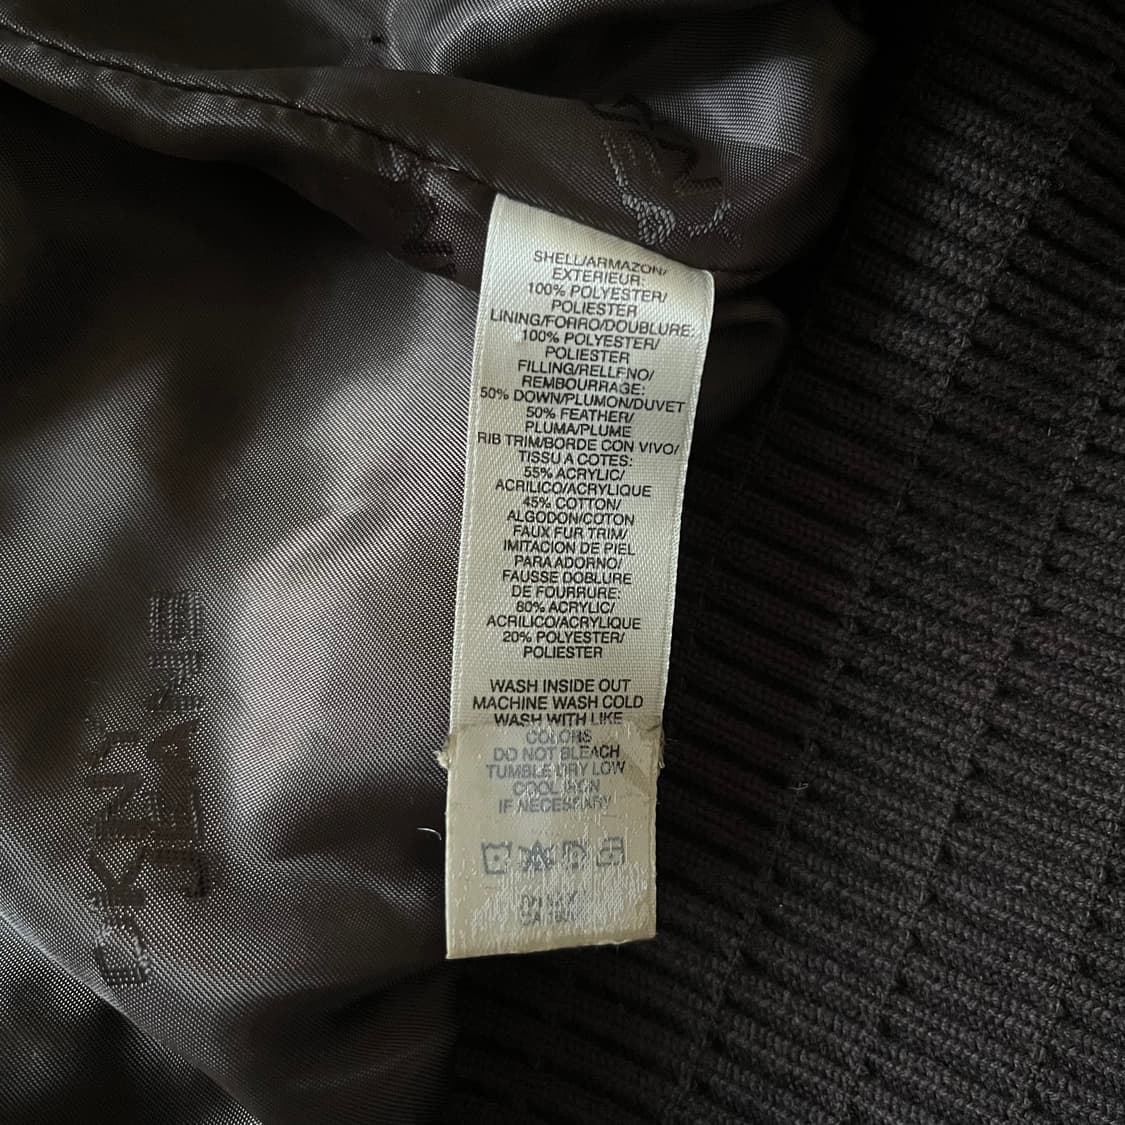 SHELL/ARMAZON/
EXTERIEUR:
100% POLYESTER/
POLIESTER
LINING/FORRO/DOUBLURE:
100% POLYESTER/
POLIESTER
FILLING/RELLENO/
REMBOURRAGE:
50% DOWN/PLUMON/DUVET
50% FEATHER/
PLUMA/PLUME
RIB TRIM/BORDE CON VIVO/
TISSU A COTES:
55% ACRYLIC/
ACRILICO/ACRYLIQUE
45% COTTON/
ALGODON/COTON
FAUX FUR TRIM/
IMITACION DE PIEL
PARA ADORNO/
FAUSSE DOBLURE
DE FOURRURE:
80% ACRYLIC/
ACRILICO/ACRYLIQUE
20% POLYESTER/
POLIESTER
WASH INSIDE OUT
MACHINE WASH COLD
WASH WITH LIKE
COLORS
DO NOT BLEACH
TUMBLE DRY LOW
COOL IRON
IF NECESSARY
DKNY
JEANS